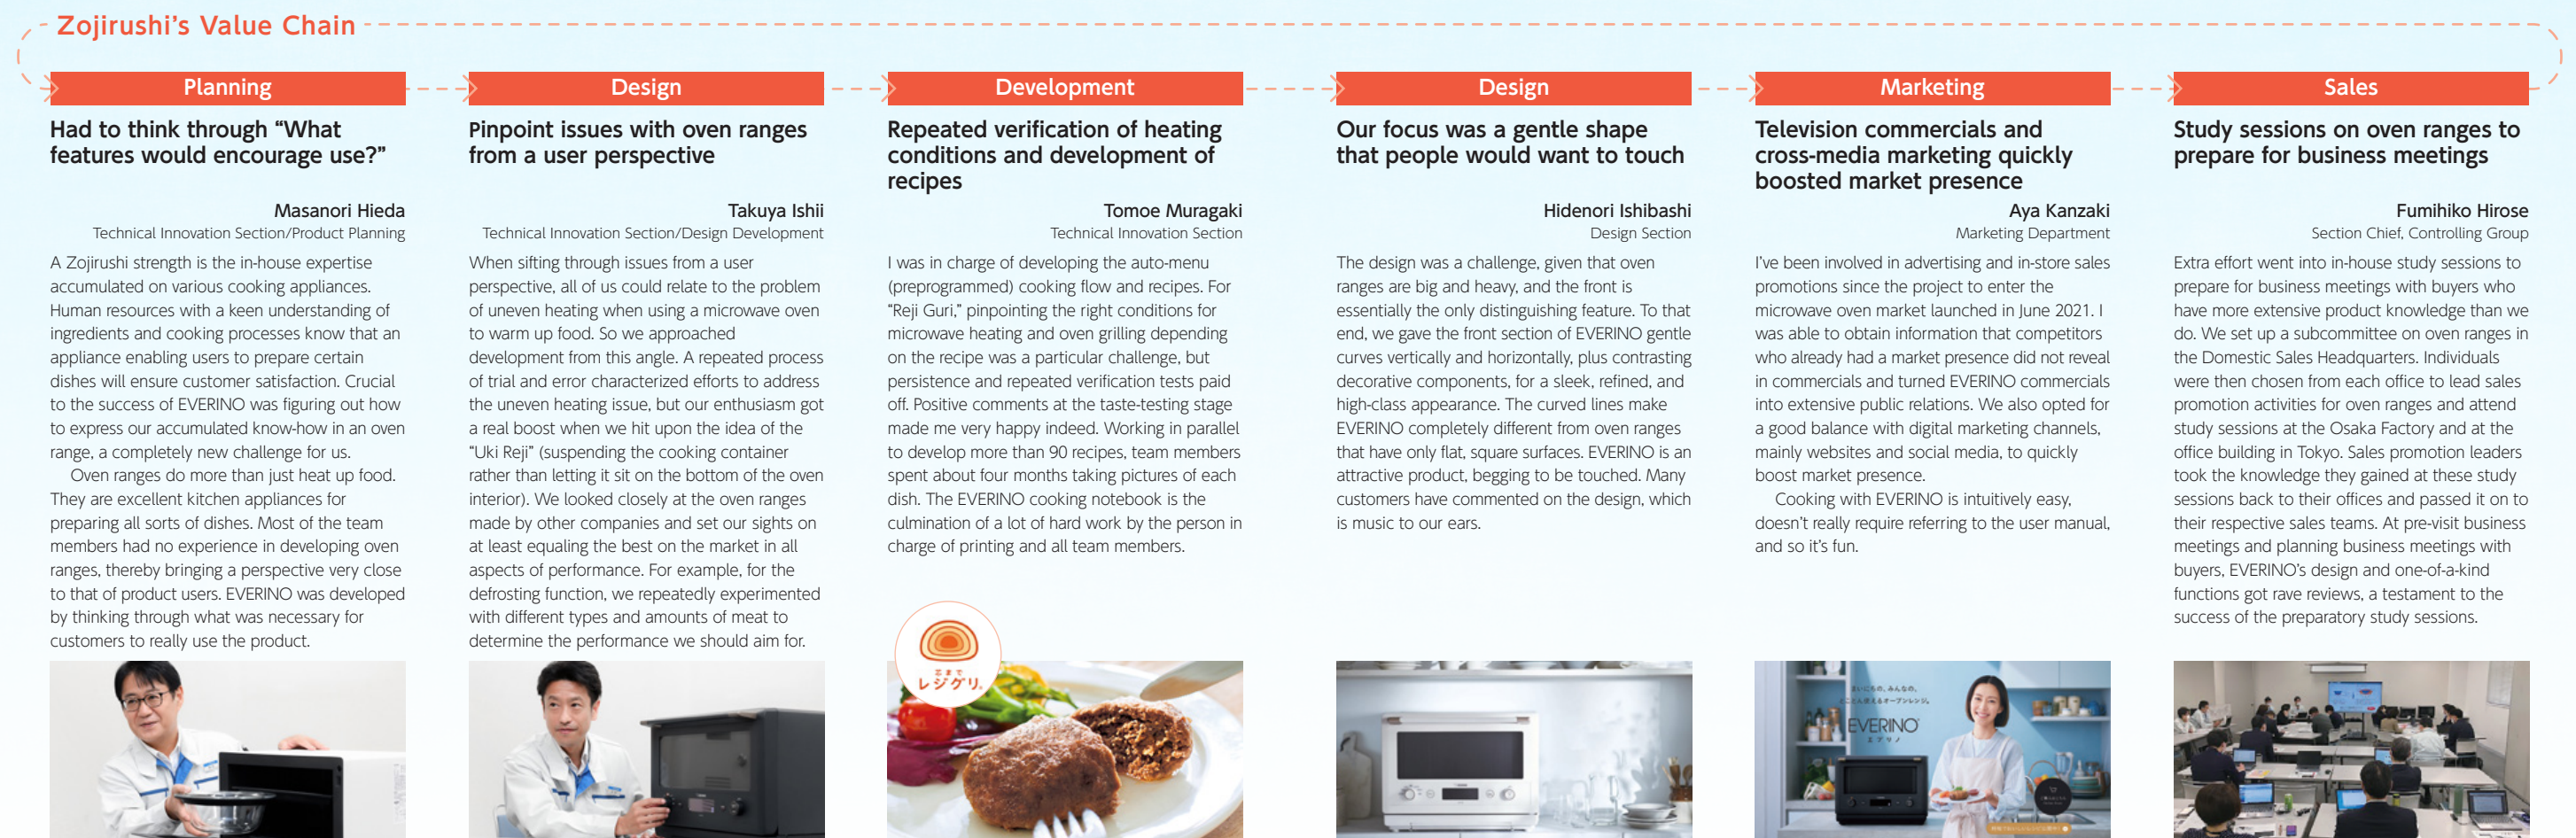 Zojirushi's Value Chain
Planning
Had to think through “What
features would encourage use?”
Masanori Hieda
Technical Innovation Section/Product Planning
A Zojirushi strength is the in-house expertise
accumulated on various cooking appliances.
Human resources with a keen understanding of
ingredients and cooking processes know that an
appliance enabling users to prepare certain
dishes will ensure customer satisfaction. Crucial
to the success of EVERINO was figuring out how
to express our accumulated know-how in an oven
range, a completely new challenge for us.
Oven ranges do more than just heat up food.
They are excellent kitchen appliances for
preparing all sorts of dishes. Most of the team
members had no experience in developing oven
ranges, thereby bringing a perspective very close
to that of product users. EVERINO was developed
by thinking through what was necessary for
customers to really use the product.
Design
Pinpoint issues with oven ranges
from a user perspective
Takuya Ishii
Technical Innovation Section/Design Development
When sifting through issues from a user
perspective, all of us could relate to the problem
of uneven heating when using a microwave oven
to warm up food. So we approached
development from this angle. A repeated process
of trial and error characterized efforts to address
the uneven heating issue, but our enthusiasm got
a real boost when we hit upon the idea of the
“Uki Reji” (suspending the cooking container
rather than letting it sit on the bottom of the oven
interior). We looked closely at the oven ranges
made by other companies and set our sights on
at least equaling the best on the market in all
aspects of performance. For example, for the
defrosting function, we repeatedly experimented
with different types and amounts of meat to
determine the performance we should aim for.
Development
Repeated verification of heating
conditions and development of
recipes
Tomoe Muragaki
Technical Innovation Section
I was in charge of developing the auto-menu
(preprogrammed) cooking flow and recipes. For
“Reji Guri,” pinpointing the right conditions for
microwave heating and oven grilling depending
on the recipe was a particular challenge, but
persistence and repeated verification tests paid
off. Positive comments at the taste-testing stage
made me very happy indeed. Working in parallel
to develop more than 90 recipes, team members
spent about four months taking pictures of each
dish. The EVERINO cooking notebook is the
culmination of a lot of hard work by the person in
charge of printing and all team members.
芯まで
レジグリ®
Design
Our focus was a gentle shape
that people would want to touch
Hidenori Ishibashi
Design Section
The design was a challenge, given that oven
ranges are big and heavy, and the front is
essentially the only distinguishing feature. To that
end, we gave the front section of EVERINO gentle
curves vertically and horizontally, plus contrasting
decorative components, for a sleek, refined, and
high-class appearance. The curved lines make
EVERINO completely different from oven ranges
that have only flat, square surfaces. EVERINO is an
attractive product, begging to be touched. Many
customers have commented on the design, which
is music to our ears.
Marketing
Television commercials and
cross-media marketing quickly
boosted market presence
Aya Kanzaki
Marketing Department
I've been involved in advertising and in-store sales
promotions since the project to enter the
microwave oven market launched in June 2021. I
was able to obtain information that competitors
who already had a market presence did not reveal
in commercials and turned EVERINO commercials
into extensive public relations. We also opted for
a good balance with digital marketing channels,
mainly websites and social media, to quickly
boost market presence.
Cooking with EVERINO is intuitively easy,
doesn't really require referring to the user manual,
and so it's fun.
まいにちの、みんなの、
とことん使えるオーブンレンジ。
EVERINO®
エブリノ
Sales
Study sessions on oven ranges to
prepare for business meetings
Fumihiko Hirose
Section Chief, Controlling Group
Extra effort went into in-house study sessions to
prepare for business meetings with buyers who
have more extensive product knowledge than we
do. We set up a subcommittee on oven ranges in
the Domestic Sales Headquarters. Individuals
were then chosen from each office to lead sales
promotion activities for oven ranges and attend
study sessions at the Osaka Factory and at the
office building in Tokyo. Sales promotion leaders
took the knowledge they gained at these study
sessions back to their offices and passed it on to
their respective sales teams. At pre-visit business
meetings and planning business meetings with
buyers, EVERINO's design and one-of-a-kind
functions got rave reviews, a testament to the
success of the preparatory study sessions.